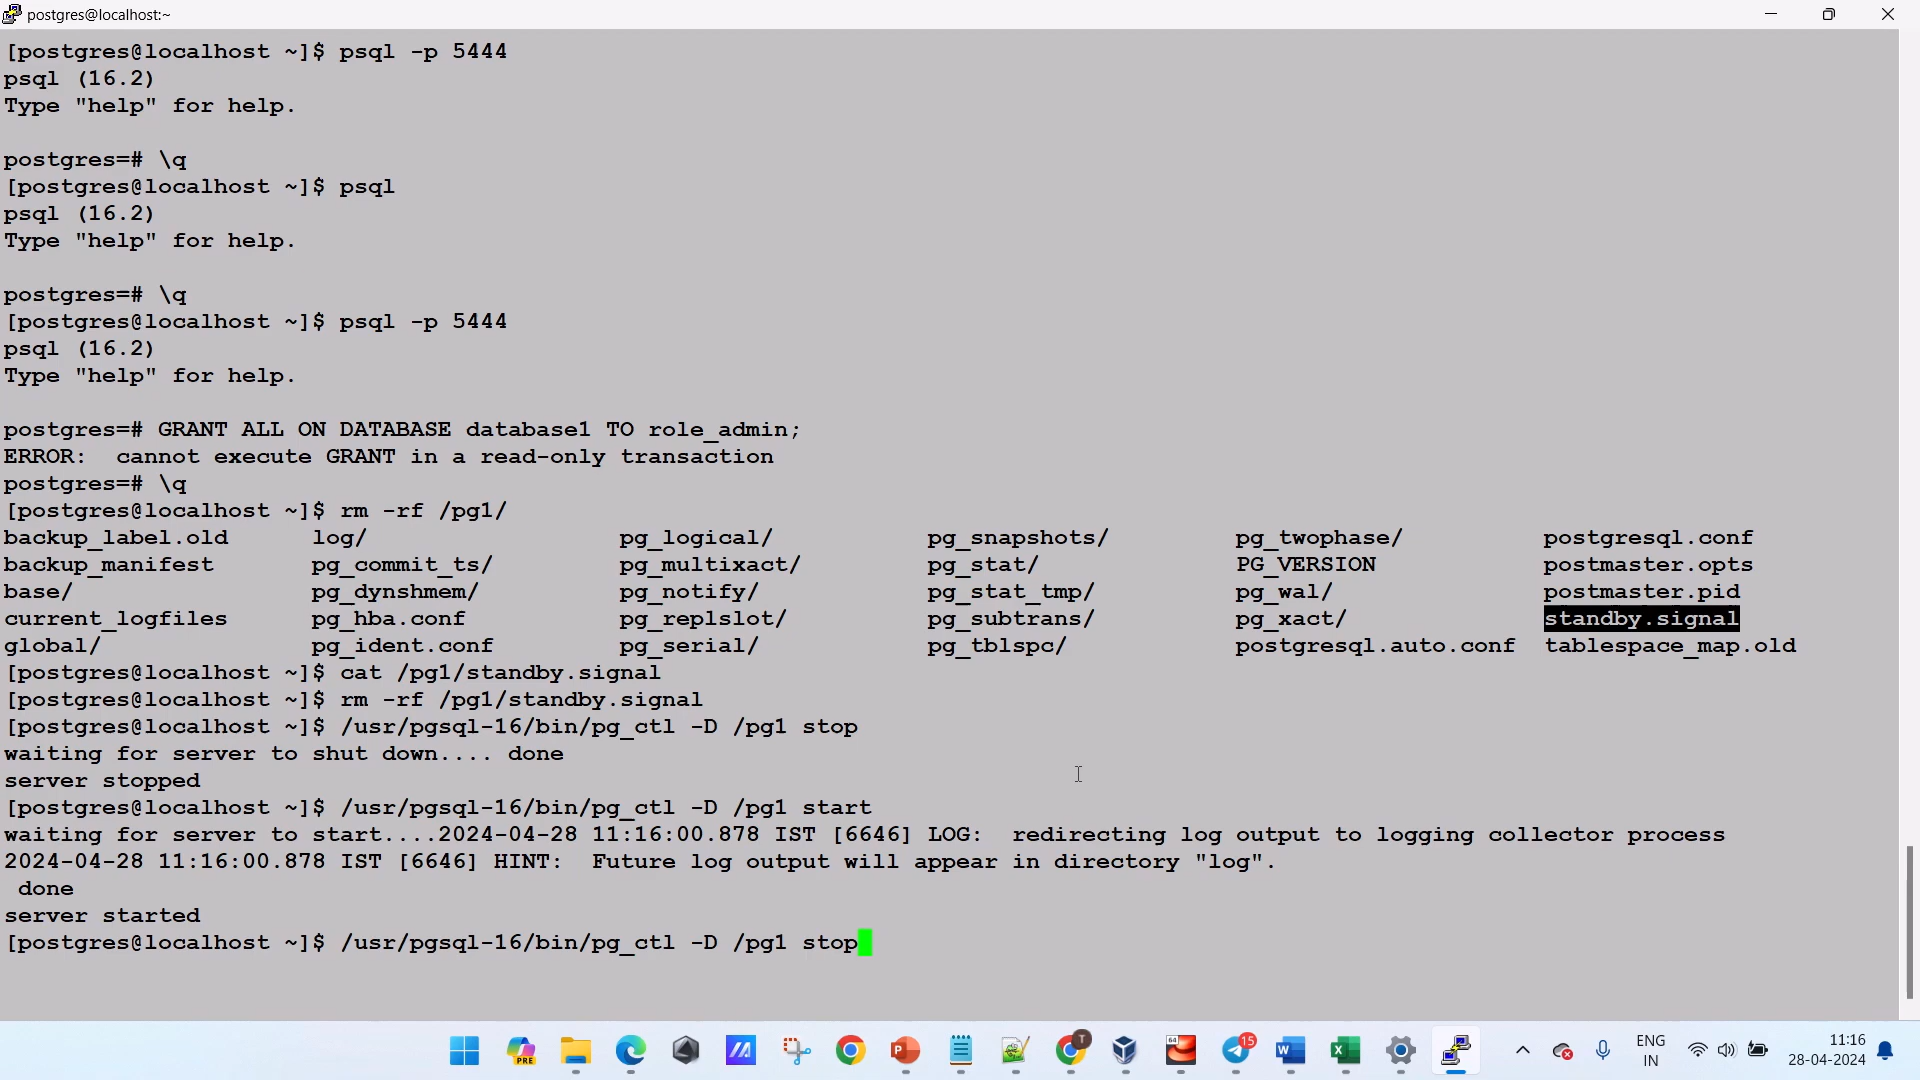 postgres@localhost:~
[postgres@localhost ~]$ psql -p 5444
psql (16.2)
Type "help" for help.
postgres=# \q
[postgres@localhost ~]$ psql
psql (16.2)
Type "help" for help.
postgres=# \q
[postgres@localhost ~]$ psql -p 5444
psql (16.2)
Type "help" for help.
postgres=# GRANT ALL ON DATABASE database1 TO role_admin;
ERROR:  cannot execute GRANT in a read-only transaction
postgres=# \q
[postgres@localhost ~]$ rm -rf /pg1/
backup_label.old log/ pg_logical/ pg_snapshots/ pg_twophase/ postgresql.conf
backup_manifest pg_commit_ts/ pg_multixact/ pg_stat/ PG_VERSION postmaster.opts
base/ pg_dynshmem/ pg_notify/ pg_stat_tmp/ pg_wal/ postmaster.pid
current_logfiles pg_hba.conf pg_replslot/ pg_subtrans/ pg_xact/ standby.signal
global/ pg_ident.conf pg_serial/ pg_tblspc/ postgresql.auto.conf tablespace_map.old
[postgres@localhost ~]$ cat /pg1/standby.signal
[postgres@localhost ~]$ rm -rf /pg1/standby.signal
[postgres@localhost ~]$ /usr/pgsql-16/bin/pg_ctl -D /pg1 stop
waiting for server to shut down.... done
server stopped
[postgres@localhost ~]$ /usr/pgsql-16/bin/pg_ctl -D /pg1 start
waiting for server to start....2024-04-28 11:16:00.878 IST [6646] LOG:  redirecting log output to logging collector process
2024-04-28 11:16:00.878 IST [6646] HINT:  Future log output will appear in directory "log".
 done
server started
[postgres@localhost ~]$ /usr/pgsql-16/bin/pg_ctl -D /pg1 stop
PRE
P
T
64
15
W
X
ENG
IN
11:16
28-04-2024